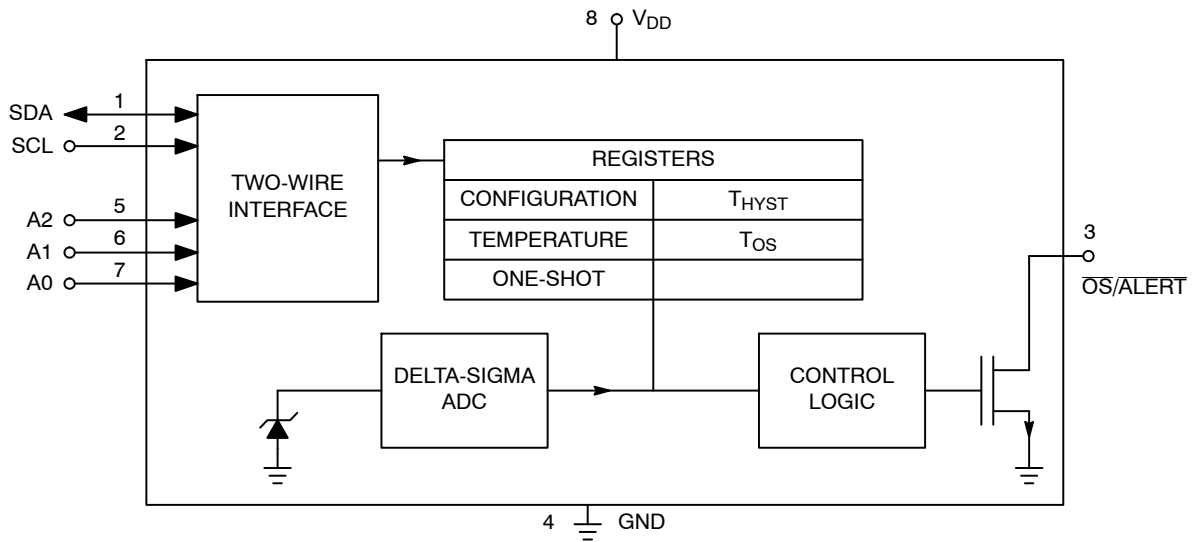 8 VDD
SDA 1
SCL 2
A2 5
A1 6
A0 7
TWO-WIRE
INTERFACE
REGISTERS
CONFIGURATION THYST
TEMPERATURE TOS
ONE-SHOT
3
OS/ALERT
DELTA-SIGMA
ADC
CONTROL
LOGIC
4 GND